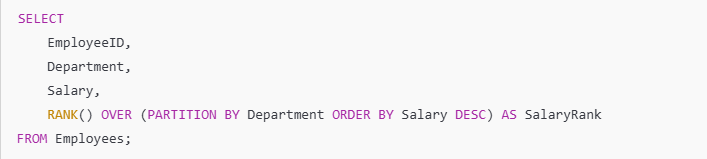 SELECT
    EmployeeID,
    Department,
    Salary,
    RANK() OVER (PARTITION BY Department ORDER BY Salary DESC) AS SalaryRank
FROM Employees;